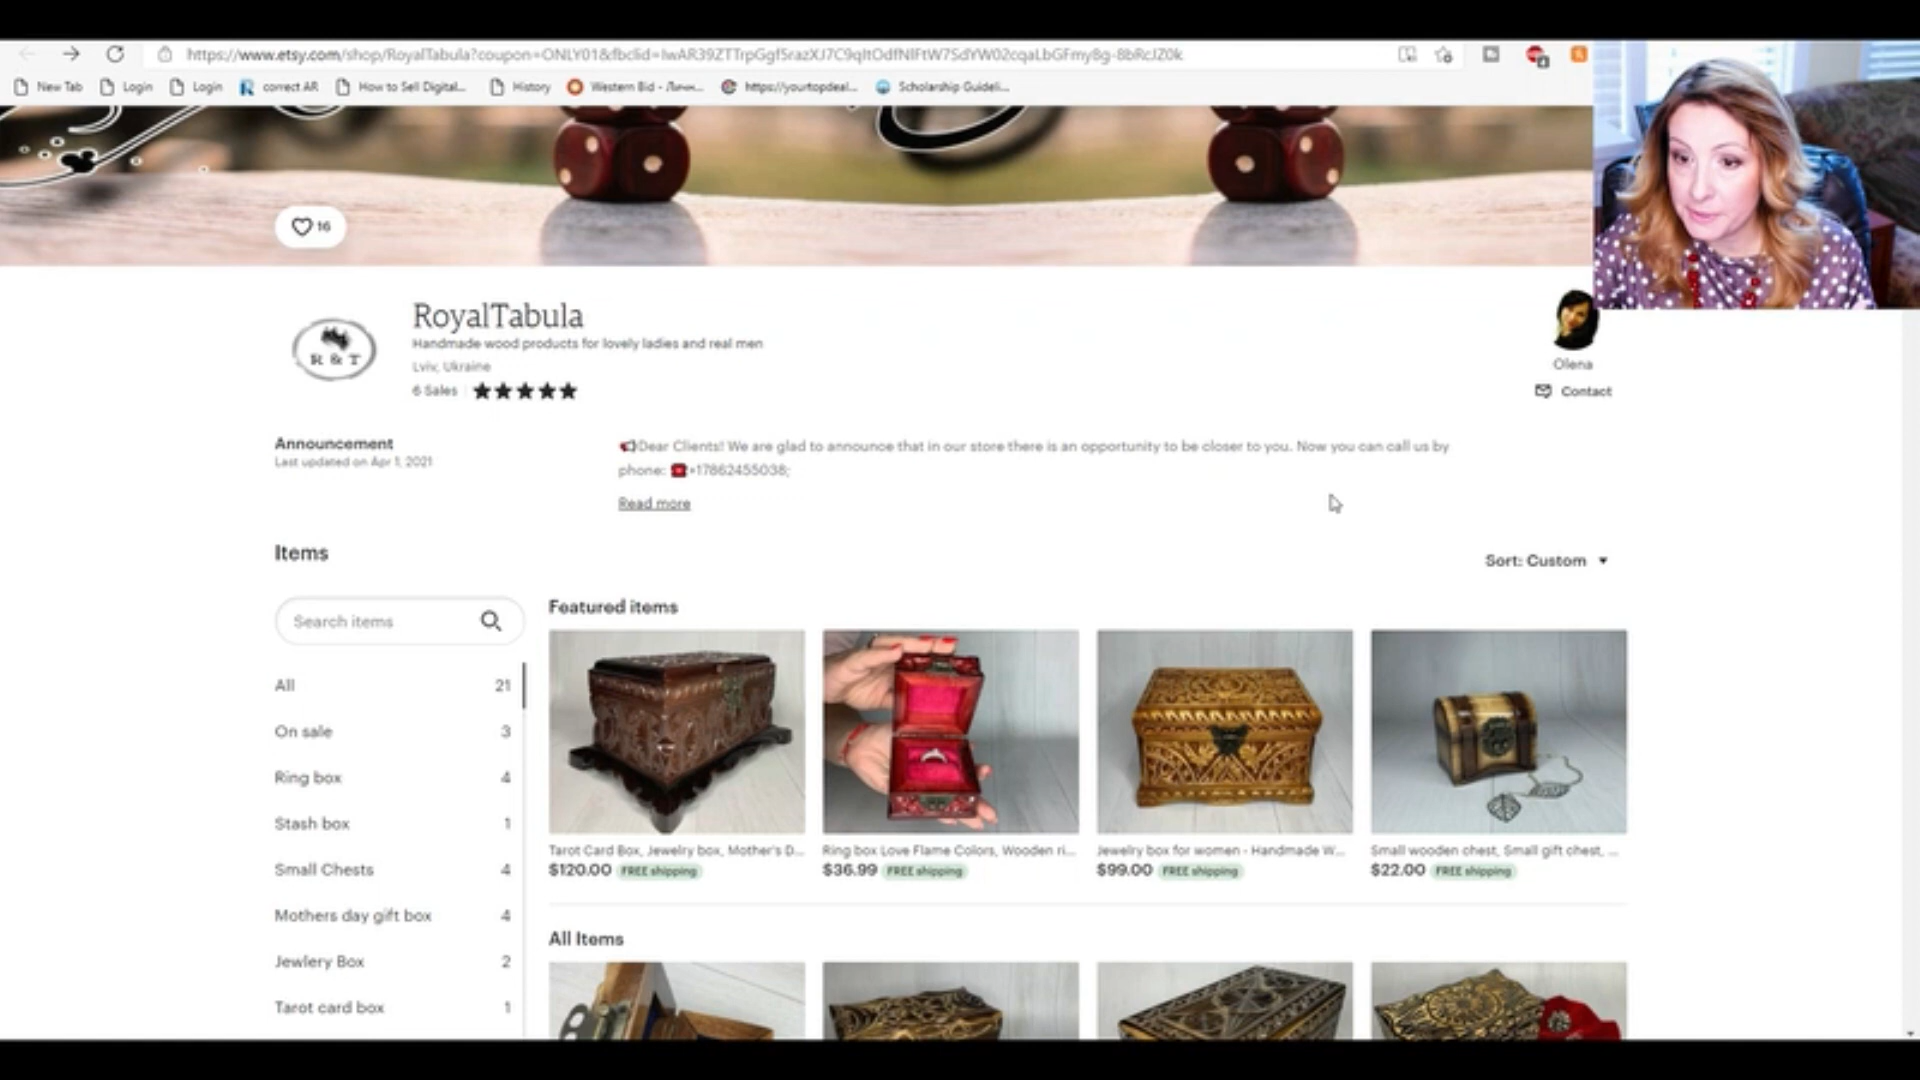 https://www.etsy.com/shop/RoyalTabula?coupon=ONLY01&fbclid=
New Tab
Login
Login
correct AR
How to Sell Digital...
History
Western Bid -
https://yourtopdeal...
Scholarship Guideli...
16
R & T
RoyalTabula
Handmade wood products for lovely ladies and real men
Lviv, Ukraine
6 Sales
Olena
Contact
Announcement
Last updated on Apr 1, 2021
Dear Clients! We are glad to announce that in our store there is an opportunity to be closer to you. Now you can call us by
phone: +17862455038;
Read more
Items
Sort: Custom
Search items
All 21
On sale 3
Ring box 4
Stash box 1
Small Chests 4
Mothers day gift box 4
Jewlery Box 2
Tarot card box 1
Featured items
Tarot Card Box, Jewelry box, Mother's D...
$120.00 FREE shipping
Ring box Love Flame Colors, Wooden ri...
$36.99 FREE shipping
Jewelry box for women - Handmade W...
$99.00 FREE shipping
Small wooden chest, Small gift chest, ...
$22.00 FREE shipping
All Items